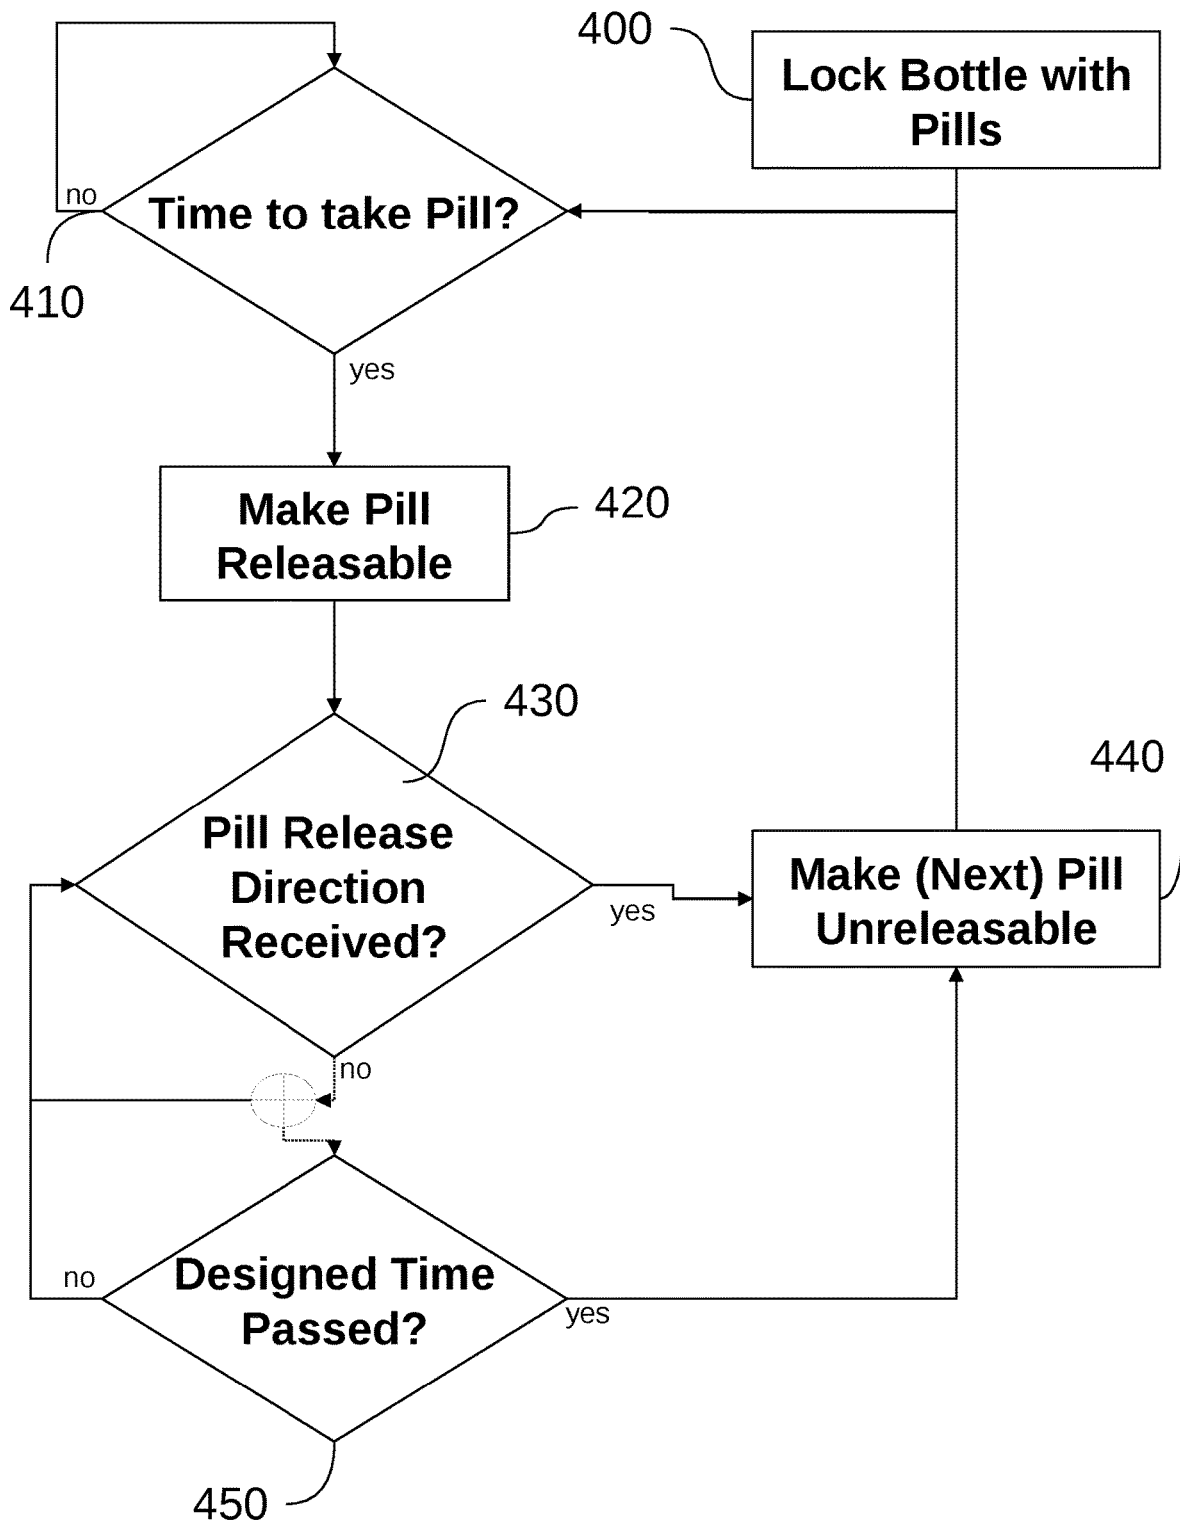 400
Lock Bottle with
Pills
no
Time to take Pill?
410
yes
Make Pill
Releasable
420
430
Pill Release
Direction
Received?
yes
440
Make (Next) Pill
Unreleasable
no
no
Designed Time
Passed?
yes
450